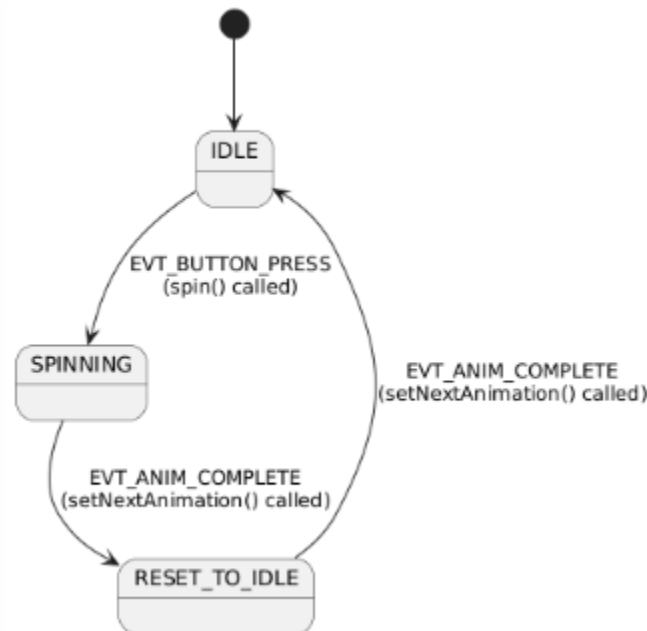 IDLE
EVT_BUTTON_PRESS
(spin() called)
SPINNING
EVT_ANIM_COMPLETE
(setNextAnimation() called)
EVT_ANIM_COMPLETE
(setNextAnimation() called)
RESET_TO_IDLE